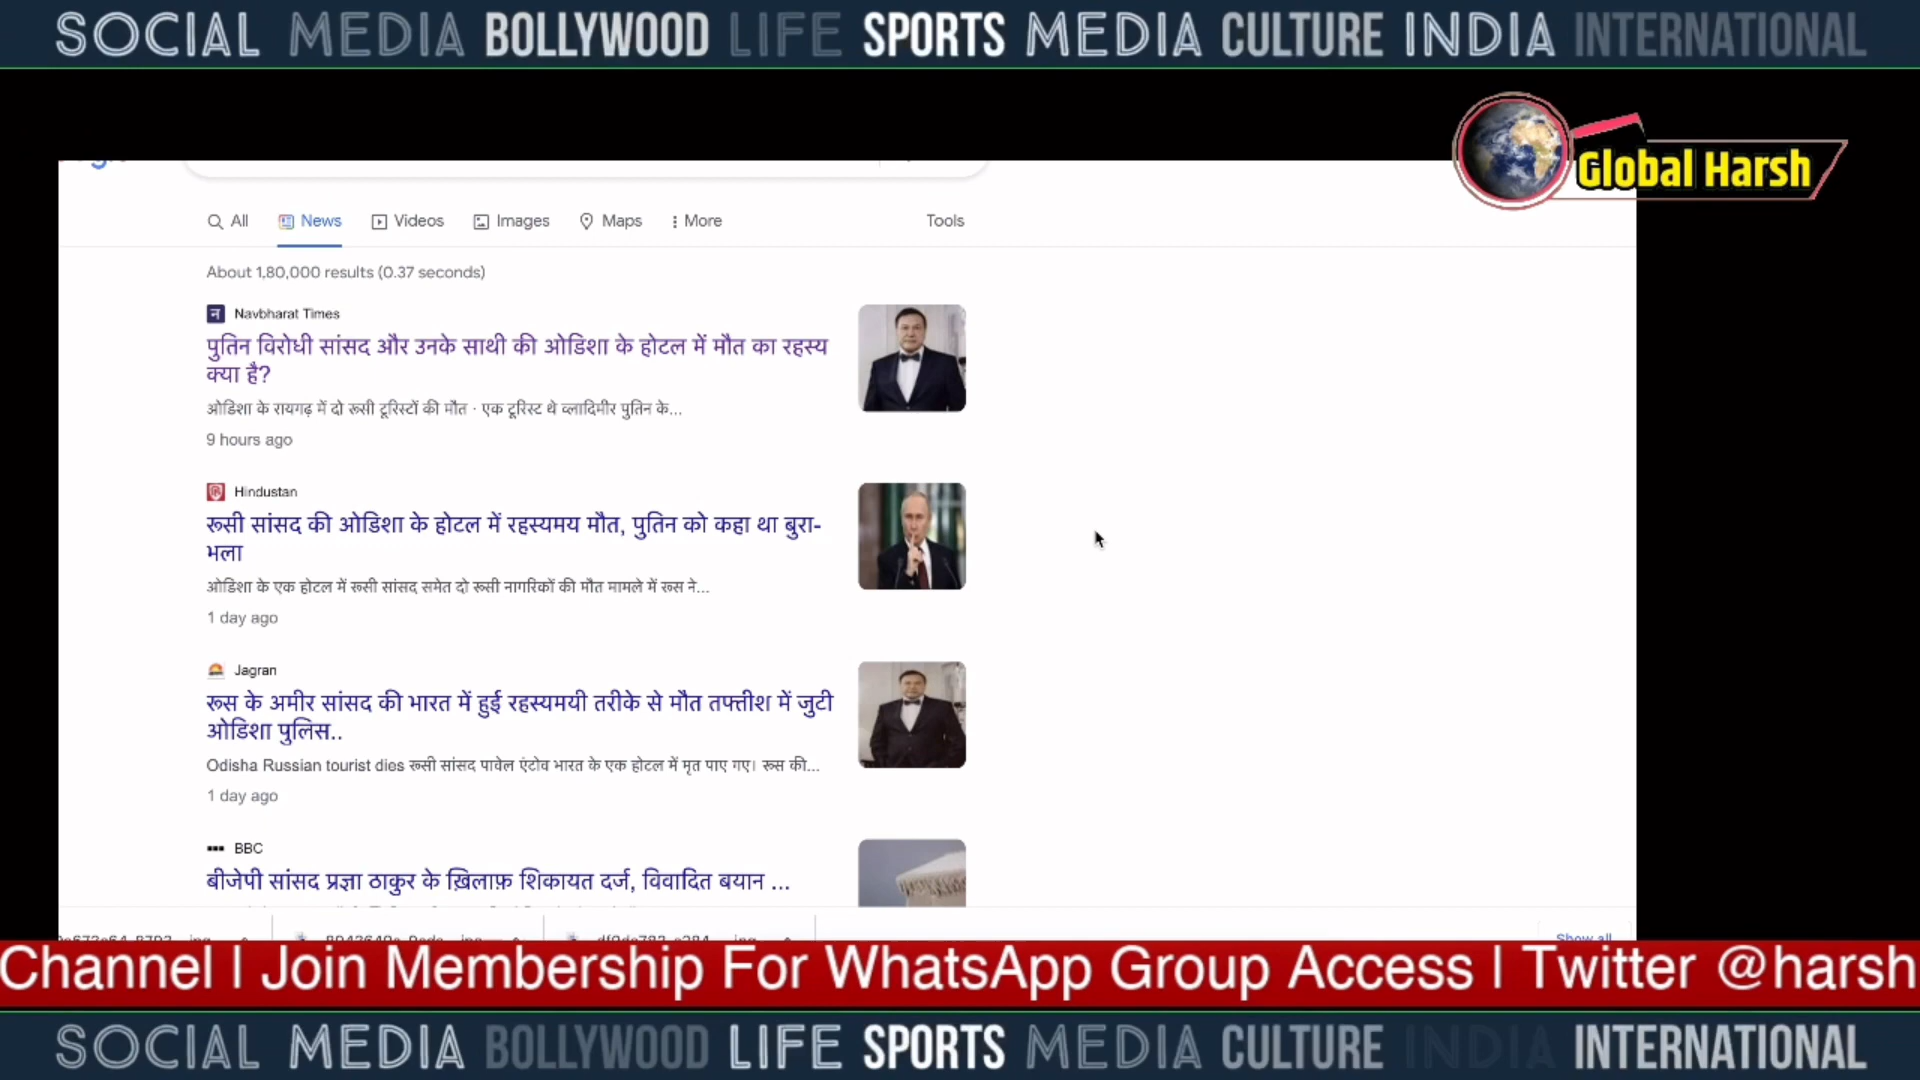 SOCIAL MEDIA BOLLYWOOD LIFE SPORTS MEDIA CULTURE INDIA INTERNATIONAL
Global Harsh
All News Videos Images Maps More Tools
About 1,80,000 results (0.37 seconds)
Navbharat Times
पुतिन विरोधी सांसद और उनके साथी की ओडिशा के होटल में मौत का रहस्य
क्या है?
ओडिशा के रायगढ़ में दो रूसी टूरिस्टों की मौत · एक टूरिस्ट थे व्लादिमीर पुतिन के...
9 hours ago
Hindustan
रूसी सांसद की ओडिशा के होटल में रहस्यमय मौत, पुतिन को कहा था बुरा-
भला
ओडिशा के एक होटल में रूसी सांसद समेत दो रूसी नागरिकों की मौत मामले में रूस ने...
1 day ago
Jagran
रूस के अमीर सांसद की भारत में हुई रहस्यमयी तरीके से मौत तफ्तीश में जुटी
ओडिशा पुलिस..
Odisha Russian tourist dies रूसी सांसद पावेल एंटोव भारत के एक होटल में मृत पाए गए। रूस की...
1 day ago
BBC
बीजेपी सांसद प्रज्ञा ठाकुर के ख़िलाफ़ शिकायत दर्ज, विवादित बयान ...
Show all
Channel | Join Membership For WhatsApp Group Access | Twitter @harsh
SOCIAL MEDIA BOLLYWOOD LIFE SPORTS MEDIA CULTURE INDIA INTERNATIONAL